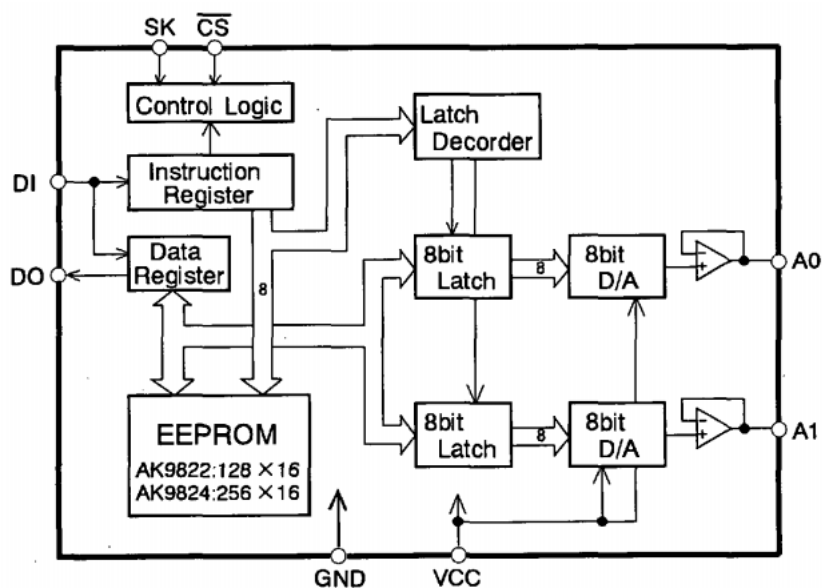 SK
CS
Control Logic
Latch
Decorder
DI
Instruction
Register
DO
Data
Register
8
8bit
Latch
8
8bit
D/A
A0
EEPROM
AK9822:128×16
AK9824:256×16
8bit
Latch
8
8bit
D/A
A1
GND
VCC